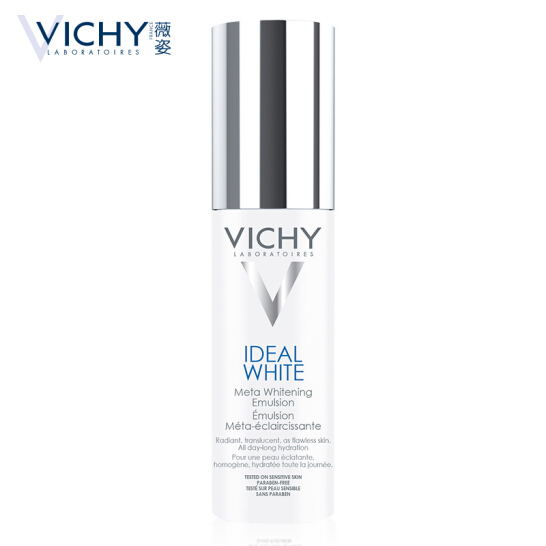 VICHY
LABORATOIRES
FRANCE
薇姿
VICHY
LABORATOIRES
IDEAL
WHITE
Meta Whitening
Emulsion
Émulsion
Méta-éclaircissante
Radiant, translucent, as flawless skin.
All day-long hydration
Pour une peau éclatante,
homogène, hydratée toute la journée.
TESTED ON SENSITIVE SKIN
PARABEN-FREE
TESTÉ SUR PEAU SENSIBLE
SANS PARABEN